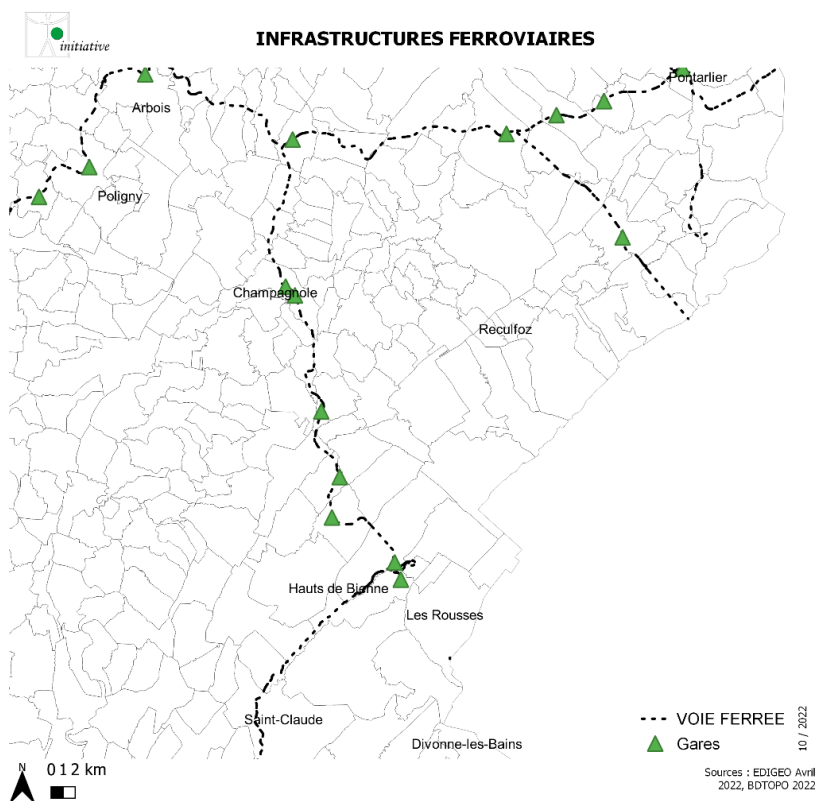 initiative
INFRASTRUCTURES FERROVIAIRES
Pontarlier
Arbois
Poligny
Champagnole
Reculfoz
Hauts de Bienne
Les Rousses
Saint-Claude
Divonne-les-Bains
VOIE FERREE
Gares
10 / 2022
N
0 1 2 km
Sources : EDIGEO Avril
2022, BDTOPO 2022